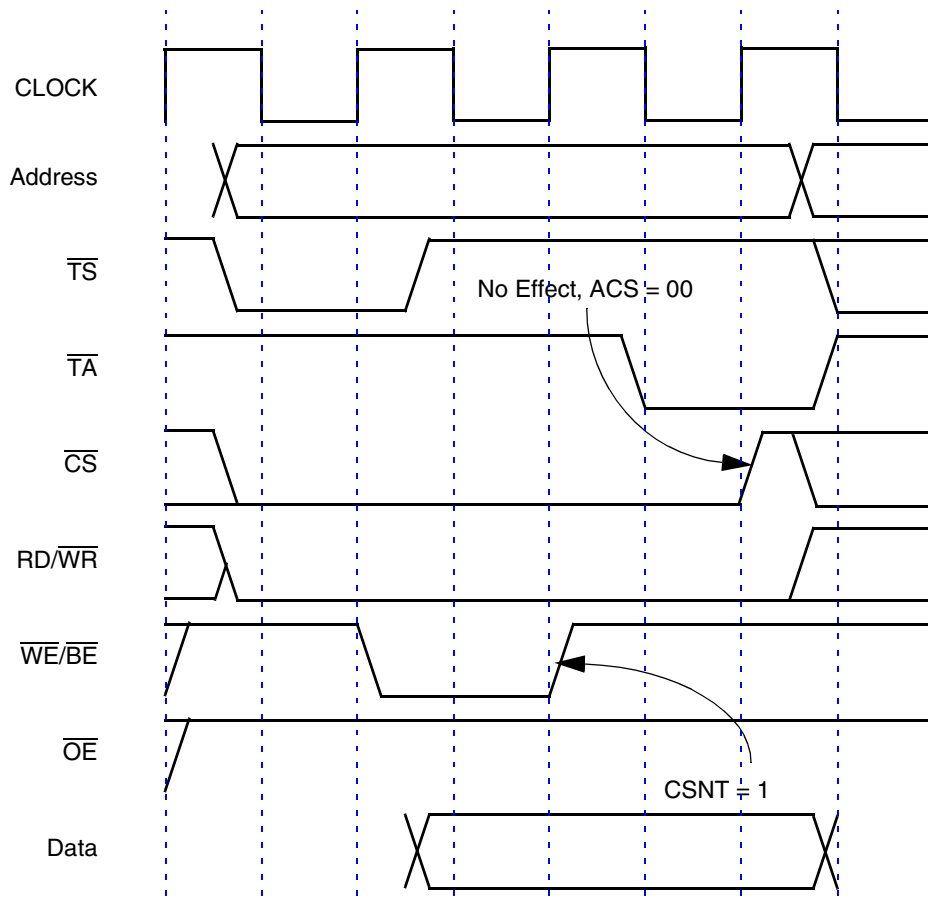 CLOCK
Address
TS
No Effect, ACS = 00
TA
CS
RD/WR
WE/BE
OE
CSNT = 1
Data